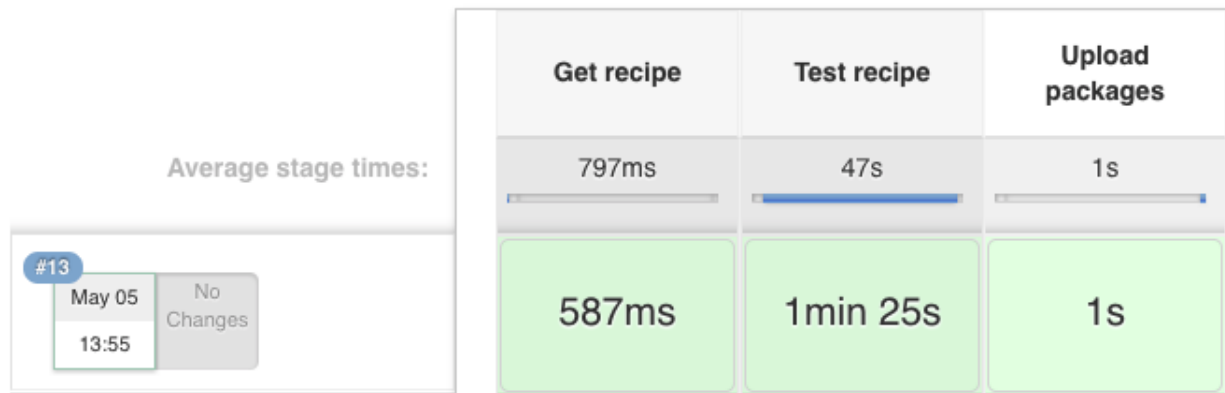 Get recipe
Test recipe
Upload
packages
Average stage times:
797ms
47s
1s
#13
May 05
13:55
No
Changes
587ms
1min 25s
1s